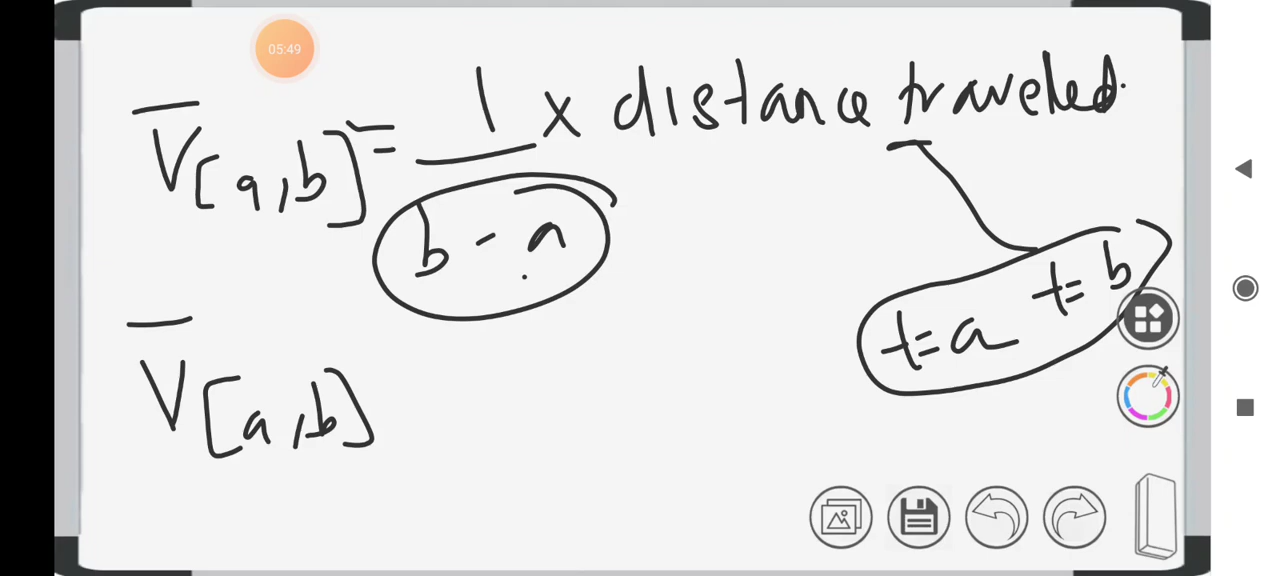 05:49
V̅[a,b] = 1/(b - a) x distance traveled
t=a t=b
V̅[a,b]